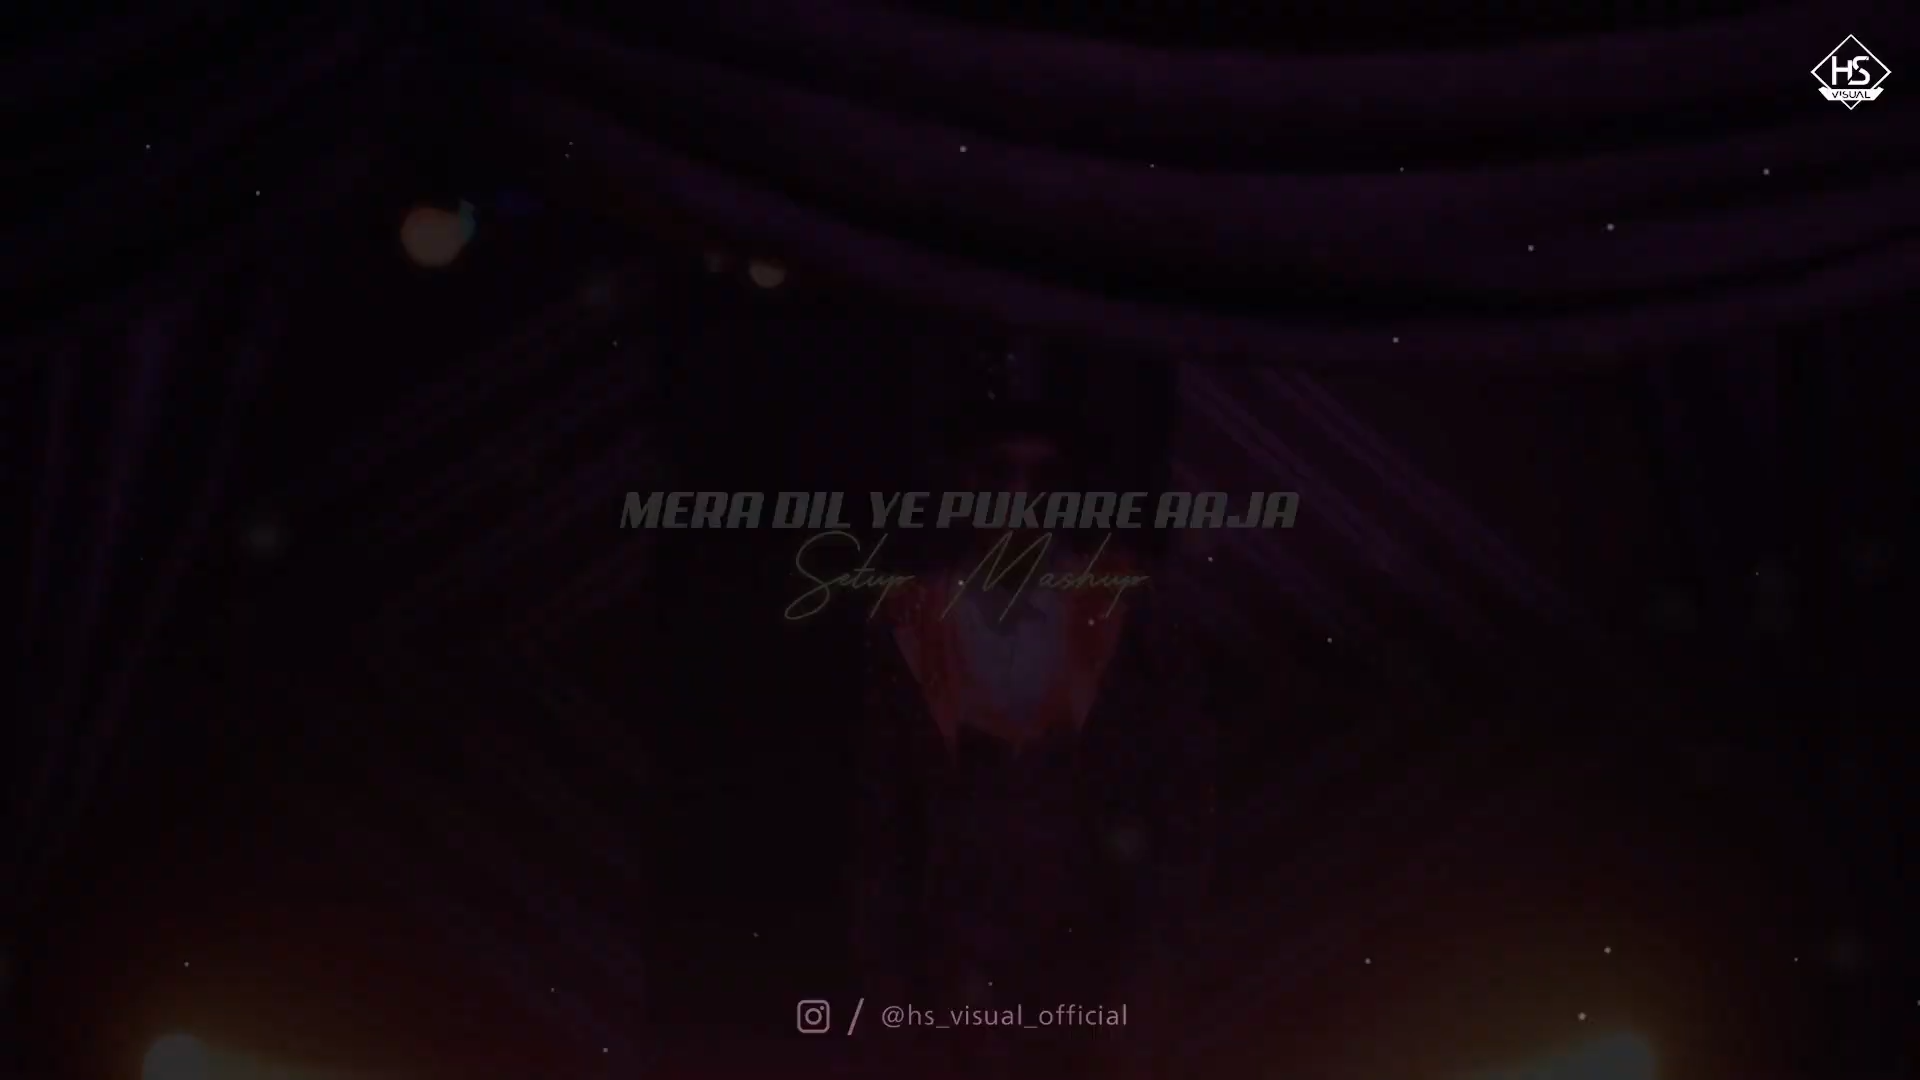 HS
VISUAL
MERA DIL YE PUKARE AAJA
Setup Mashup
/ @hs_visual_official